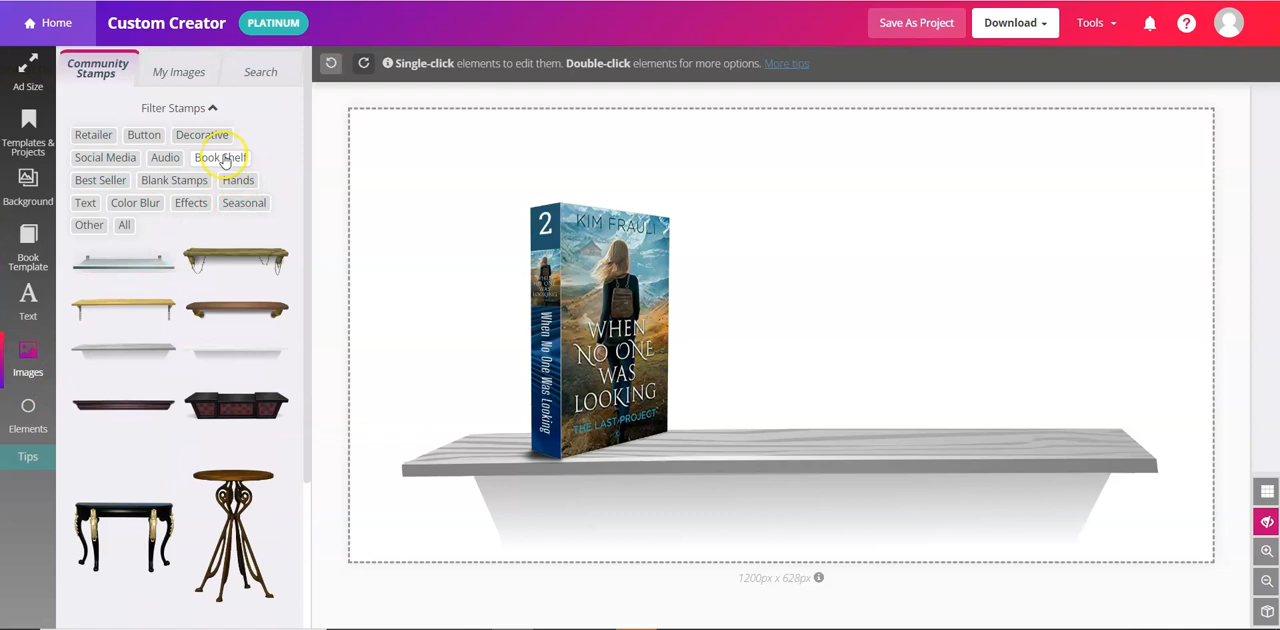 Home
Custom Creator
PLATINUM
Save As Project
Download
Tools
Ad Size
Templates & Projects
Background
Book Template
Text
Images
Elements
Tips
Community Stamps
My Images
Search
Filter Stamps
Retailer Button Decorative
Social Media Audio Book Shelf
Best Seller Blank Stamps Hands
Text Color Blur Effects Seasonal
Other All
Single-click elements to edit them. Double-click elements for more options. More tips
2
When No One Was Looking
KIM FRAULI
WHEN
NO ONE
WAS
LOOKING
THE LAST PROJECT
1200px x 628px